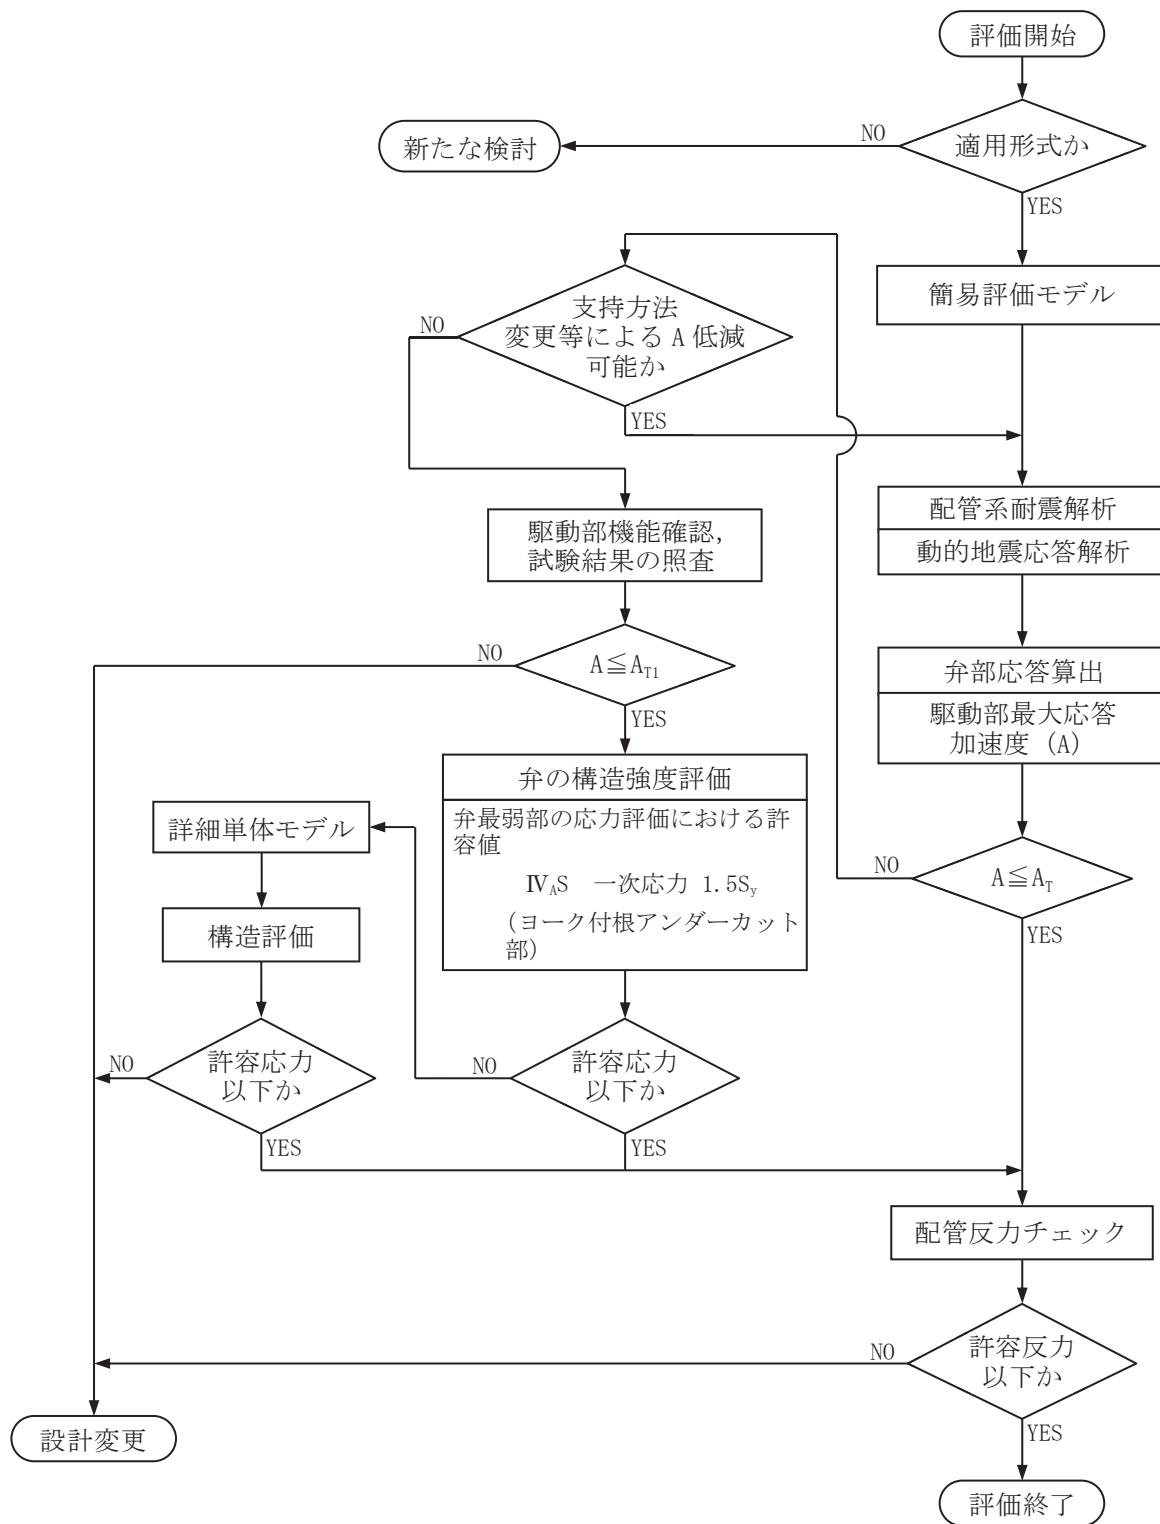 評価開始
適用形式か
NO
新たな検討
YES
簡易評価モデル
支持方法
変更等による A 低減
可能か
NO
YES
配管系耐震解析
動的地震応答解析
駆動部機能確認,
試験結果の照査
弁部応答算出
駆動部最大応答
加速度 (A)
A≦A_T1
NO
YES
弁の構造強度評価
弁最弱部の応力評価における許
容値
Ⅳ_AS 一次応力 1.5S_y
(ヨーク付根アンダーカット
部)
A≦A_T
NO
YES
詳細単体モデル
構造評価
許容応力
以下か
NO
YES
許容応力
以下か
NO
YES
配管反力チェック
許容反力
以下か
NO
YES
設計変更
評価終了